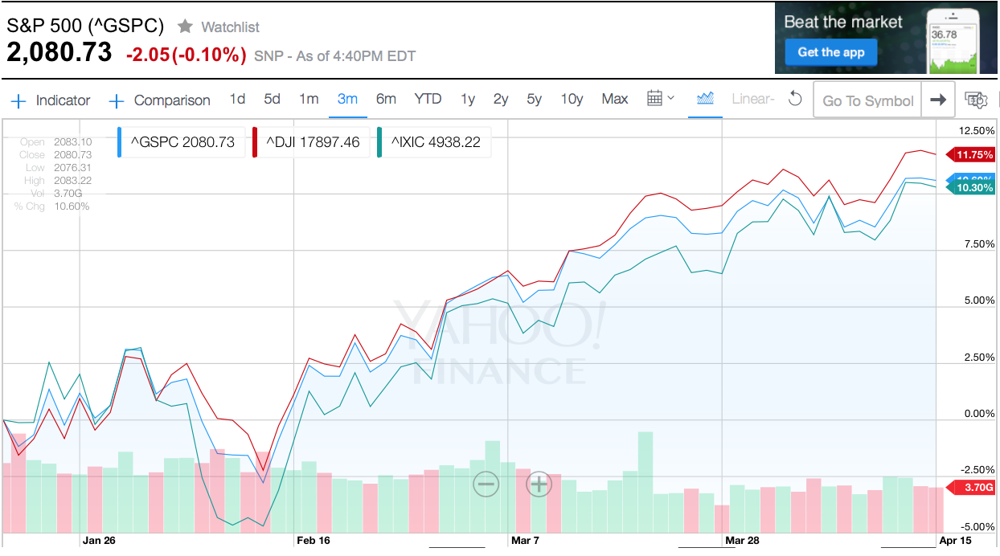 S&P 500 (^GSPC) ★ Watchlist
2,080.73 -2.05(-0.10%) SNP - As of 4:40PM EDT
Beat the market
Get the app
36.78
+ Indicator + Comparison 1d 5d 1m 3m 6m YTD 1y 2y 5y 10y Max Linear- Go To Symbol
^GSPC 2080.73 ^DJI 17897.46 ^IXIC 4938.22
Open 2083.10
Close 2080.73
Low 2076.31
High 2083.22
Vol 3.70G
% Chg 10.60%
12.50%
11.75%
10.60%
10.30%
7.50%
5.00%
2.50%
0.00%
-2.50%
3.70G
-5.00%
YAHOO!
FINANCE
Jan 26 Feb 16 Mar 7 Mar 28 Apr 15